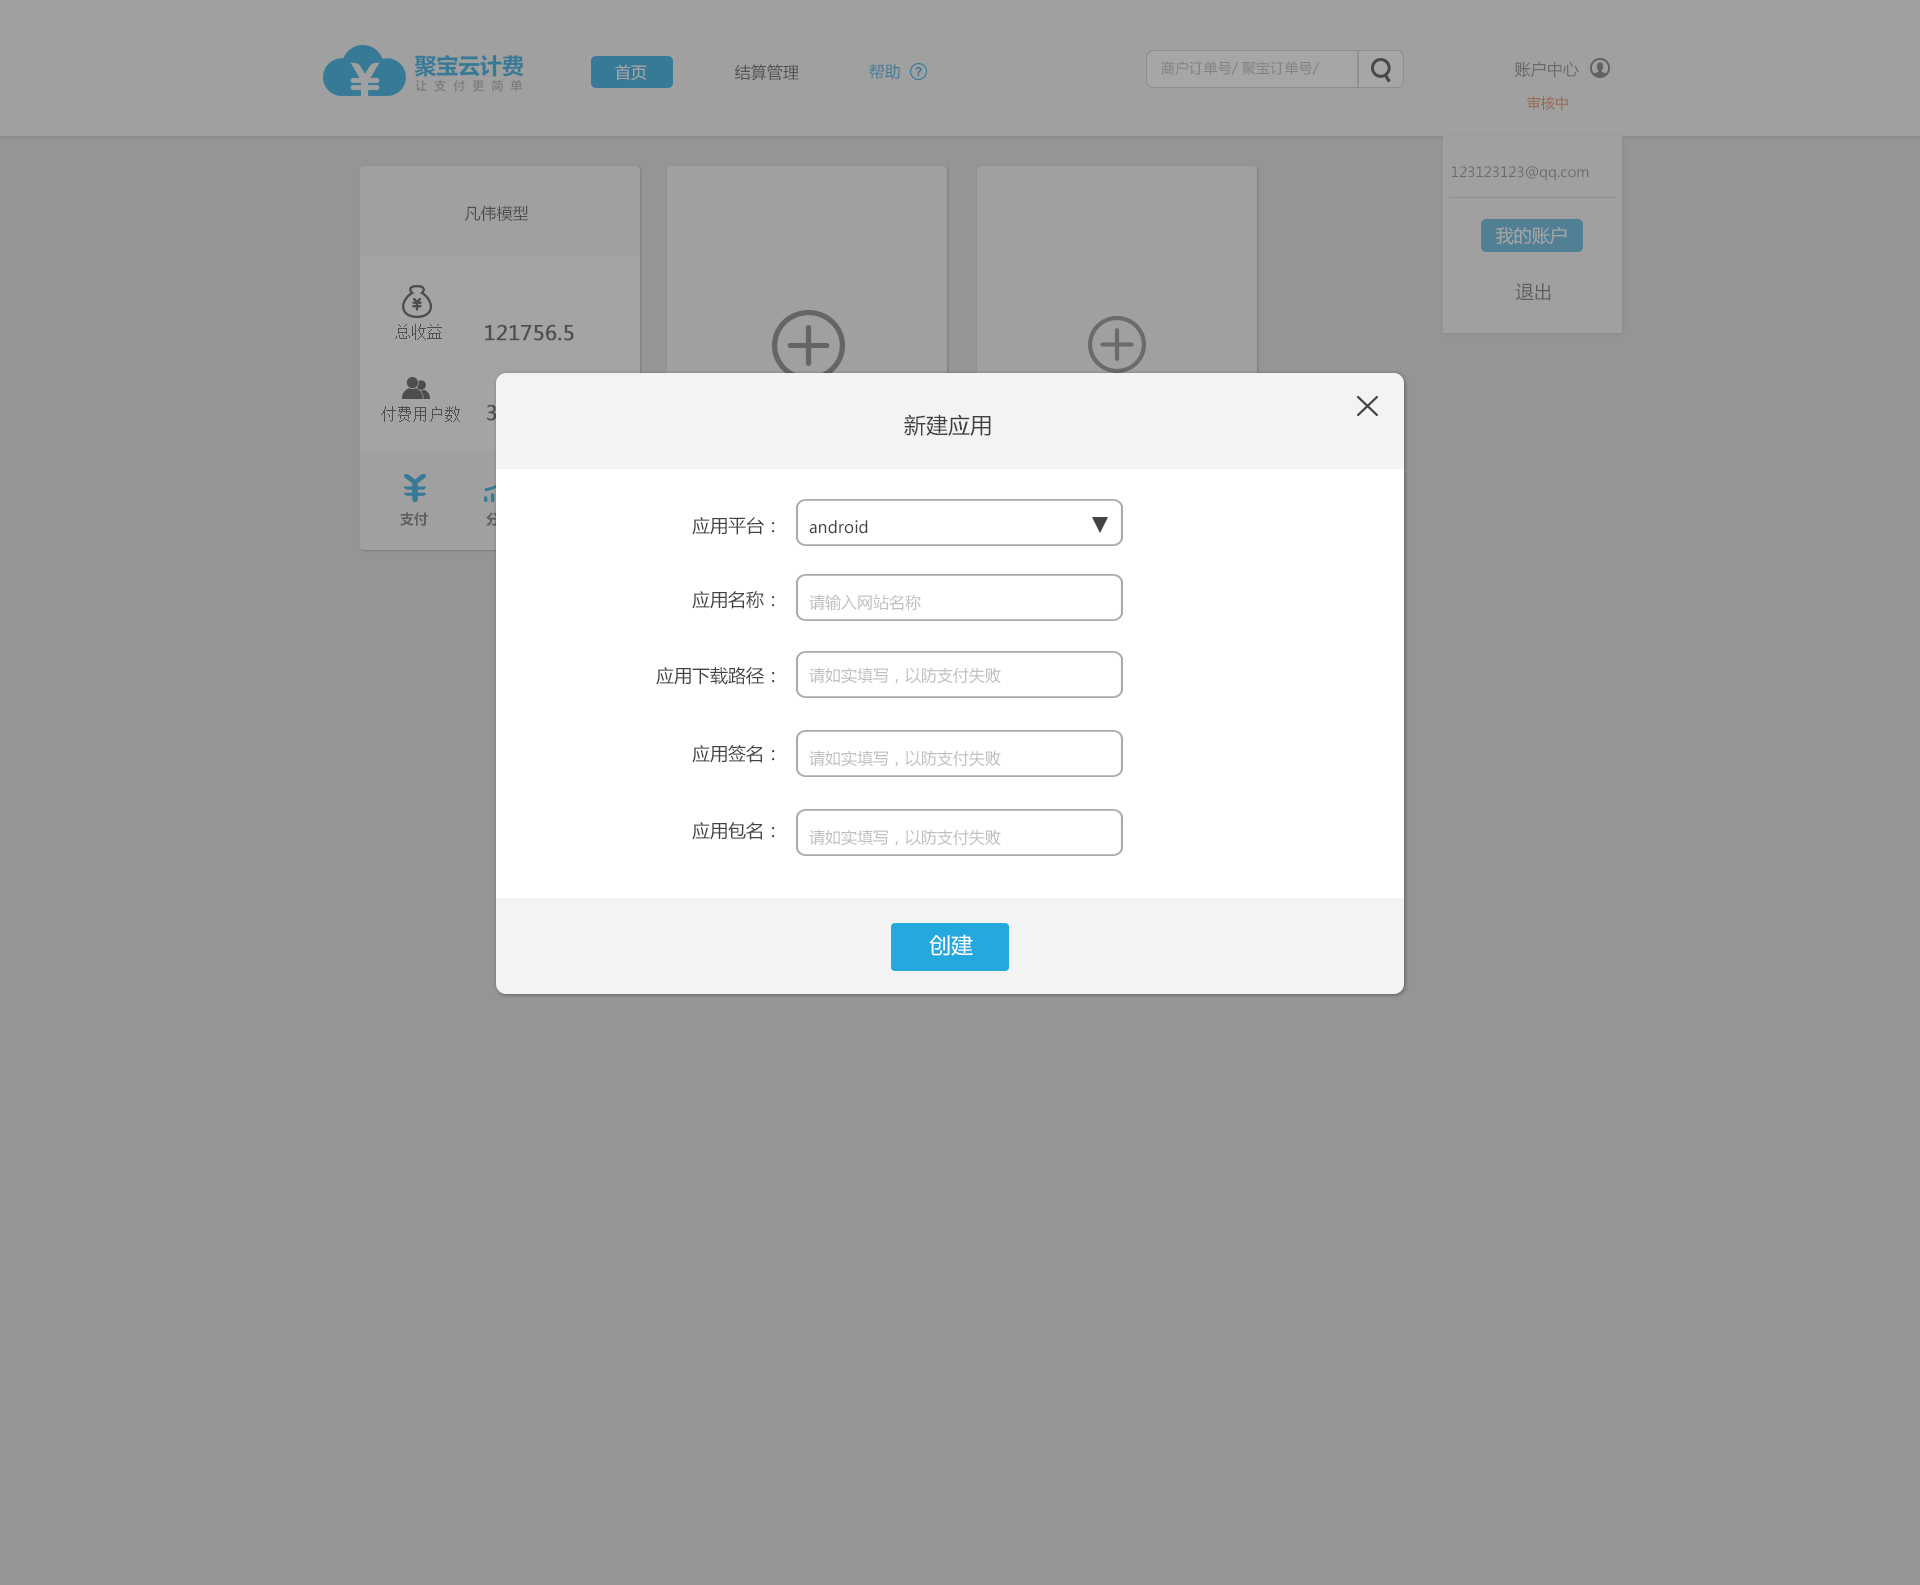 聚宝云计费
让支付更简单
首页
结算管理
帮助 ?
商户订单号/ 聚宝订单号/
账户中心
审核中
123123123@qq.com
我的账户
退出
凡伟模型
总收益
121756.5
付费用户数
3
支付
分
新建应用
应用平台：
android
应用名称：
请输入网站名称
应用下载路径：
请如实填写，以防支付失败
应用签名：
请如实填写，以防支付失败
应用包名：
请如实填写，以防支付失败
创建